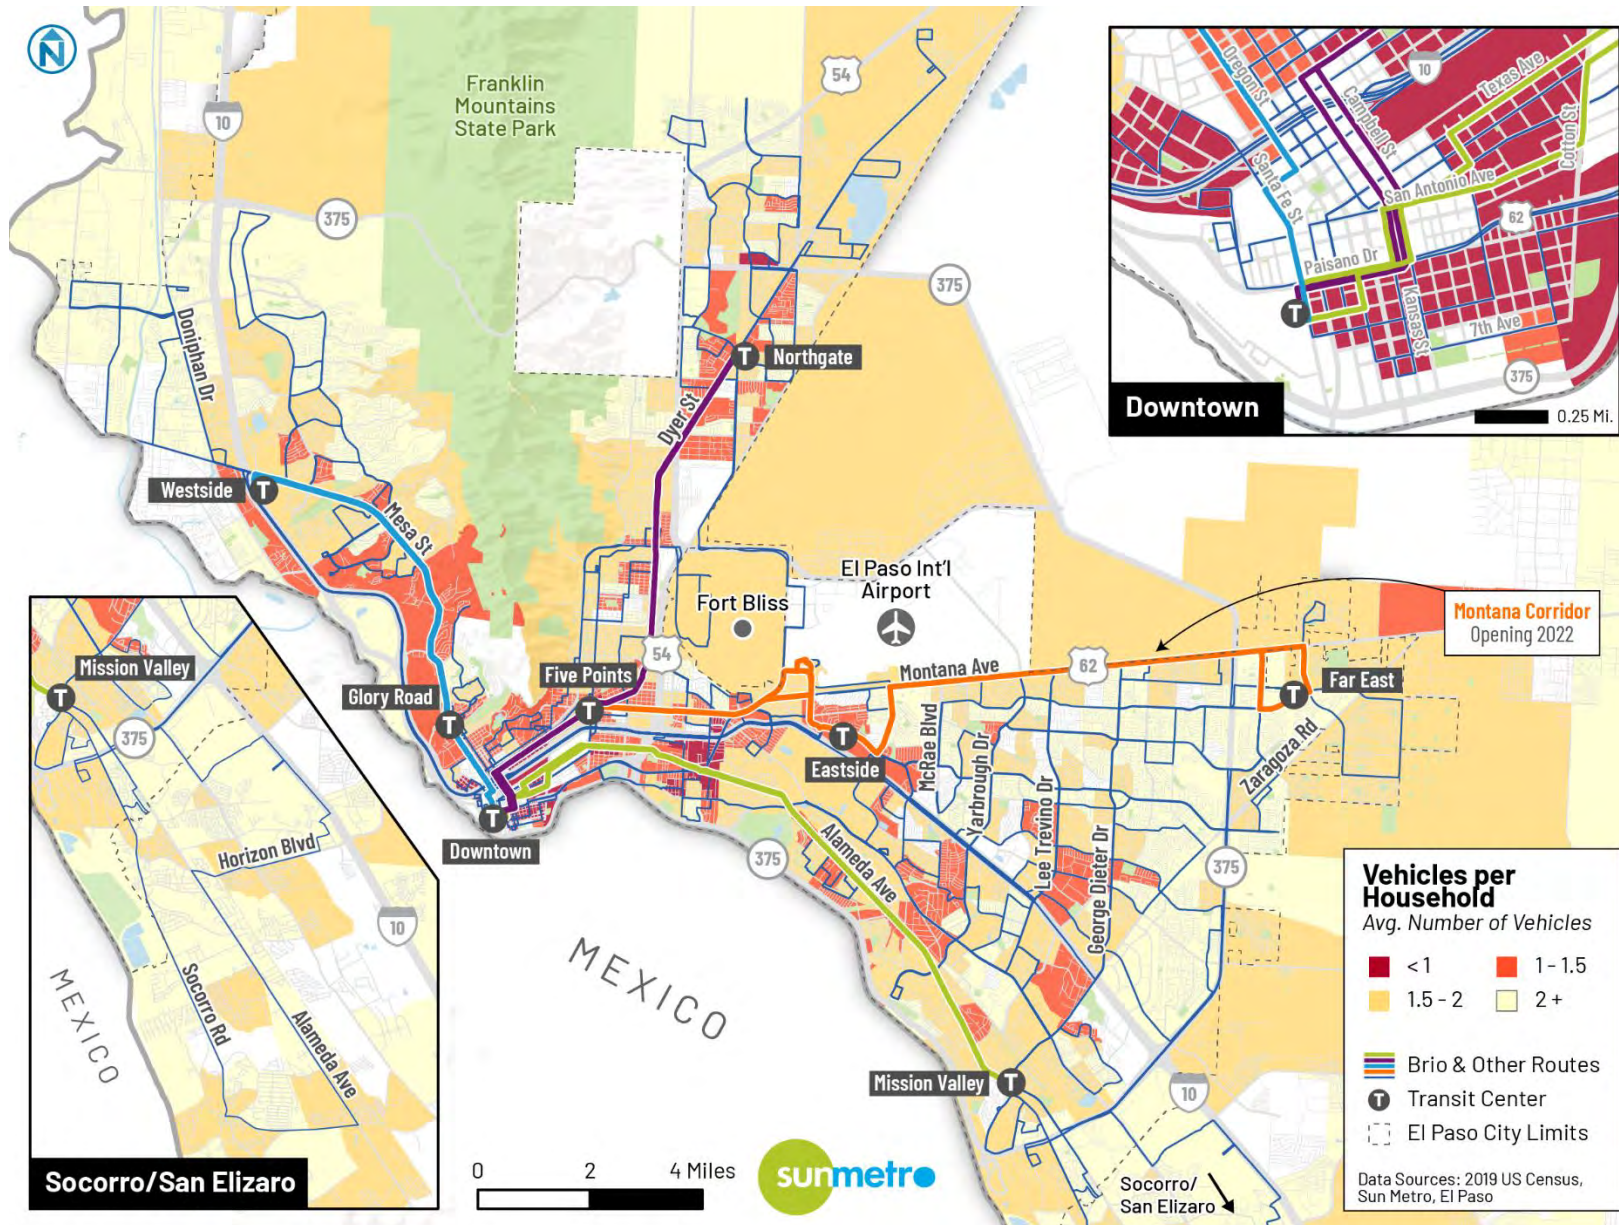 N
Franklin
Mountains
State Park
54
10
375
375
Doniphan Dr
Dyer St
Northgate
Westside
Mesa St
El Paso Int'l
Airport
Fort Bliss
54
Five Points
Glory Road
Montana Ave
62
Montana Corridor
Opening 2022
Far East
Eastside
McRae Blvd
Yarbrough Dr
Lee Trevino Dr
George Dieter Dr
Zaragoza Rd
Downtown
375
375
Alameda Ave
MEXICO
Mission Valley
10
Socorro/
San Elizaro
Oregon St
10
Texas Ave
Campbell St
Cotton St
Santa Fe St
San Antonio Ave
62
Paisano Dr
Kansas St
7th Ave
375
Downtown
0.25 Mi.
Mission Valley
375
Horizon Blvd
10
MEXICO
Socorro Rd
Alameda Ave
Socorro/San Elizaro
0 2 4 Miles
sunmetro
Vehicles per
Household
Avg. Number of Vehicles
< 1
1 - 1.5
1.5 - 2
2 +
Brio & Other Routes
T Transit Center
El Paso City Limits
Data Sources: 2019 US Census,
Sun Metro, El Paso
T
T
T
T
T
T
T
T
T
T